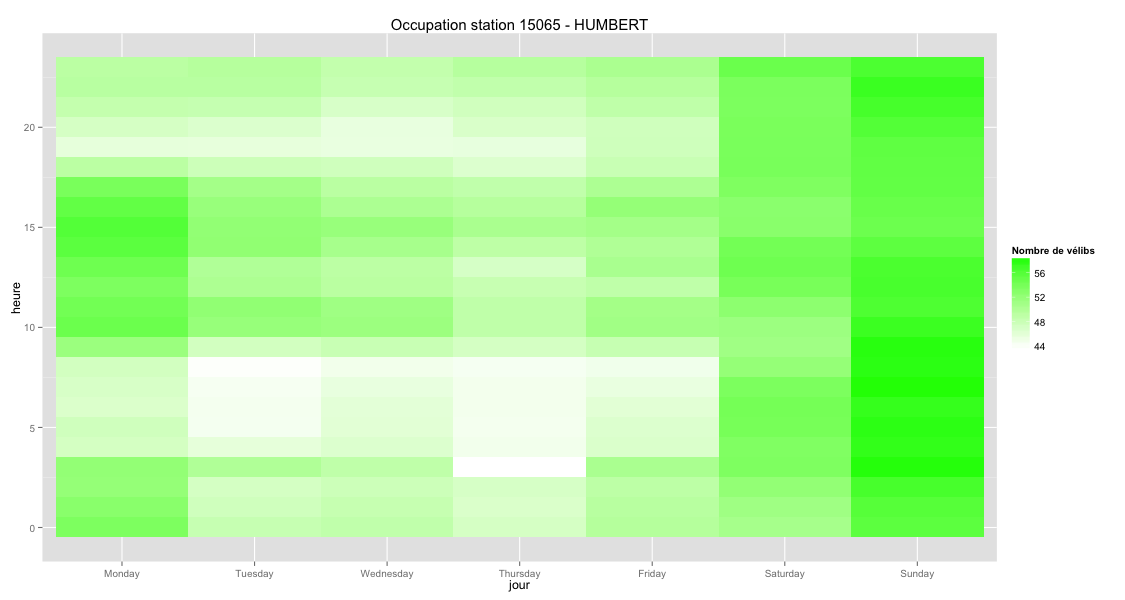 Occupation station 15065 - HUMBERT
heure
20
15
10
5
0
Monday Tuesday Wednesday Thursday Friday Saturday Sunday
jour
Nombre de vélibs
56
52
48
44